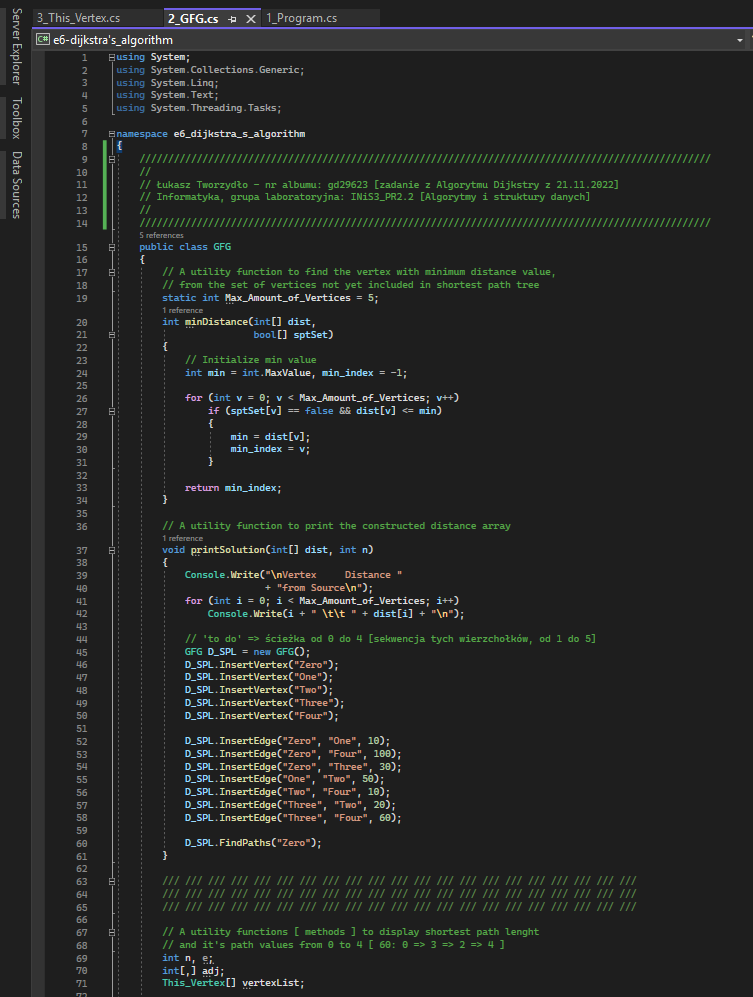 Server Explorer
Toolbox
Data Sources
3_This_Vertex.cs
2_GFG.cs
1_Program.cs
C# e6-dijkstra's_algorithm
1 using System;
2 using System.Collections.Generic;
3 using System.Linq;
4 using System.Text;
5 using System.Threading.Tasks;
6
7 namespace e6_dijkstra_s_algorithm
8 {
9 ////////////////////////////////////////////////////////////////////////////////////////////////////
10 //
11 // Łukasz Tworzydło - nr albumu: gd29623 [zadanie z Algorytmu Dijkstry z 21.11.2022]
12 // Informatyka, grupa laboratoryjna: INiS3_PR2.2 [Algorytmy i struktury danych]
13 //
14 ////////////////////////////////////////////////////////////////////////////////////////////////////
5 references
15 public class GFG
16 {
17 // A utility function to find the vertex with minimum distance value,
18 // from the set of vertices not yet included in shortest path tree
19 static int Max_Amount_of_Vertices = 5;
1 reference
20 int minDistance(int[] dist,
21 bool[] sptSet)
22 {
23 // Initialize min value
24 int min = int.MaxValue, min_index = -1;
25
26 for (int v = 0; v < Max_Amount_of_Vertices; v++)
27 if (sptSet[v] == false && dist[v] <= min)
28 {
29 min = dist[v];
30 min_index = v;
31 }
32
33 return min_index;
34 }
35
36 // A utility function to print the constructed distance array
1 reference
37 void printSolution(int[] dist, int n)
38 {
39 Console.Write("\nVertex     Distance "
40 + "from Source\n");
41 for (int i = 0; i < Max_Amount_of_Vertices; i++)
42 Console.Write(i + " \t\t " + dist[i] + "\n");
43
44 // 'to do' => ścieżka od 0 do 4 [sekwencja tych wierzchołków, od 1 do 5]
45 GFG D_SPL = new GFG();
46 D_SPL.InsertVertex("Zero");
47 D_SPL.InsertVertex("One");
48 D_SPL.InsertVertex("Two");
49 D_SPL.InsertVertex("Three");
50 D_SPL.InsertVertex("Four");
51
52 D_SPL.InsertEdge("Zero", "One", 10);
53 D_SPL.InsertEdge("Zero", "Four", 100);
54 D_SPL.InsertEdge("Zero", "Three", 30);
55 D_SPL.InsertEdge("One", "Two", 50);
56 D_SPL.InsertEdge("Two", "Four", 10);
57 D_SPL.InsertEdge("Three", "Two", 20);
58 D_SPL.InsertEdge("Three", "Four", 60);
59
60 D_SPL.FindPaths("Zero");
61 }
62
63 /// /// /// /// /// /// /// /// /// /// /// /// /// /// /// /// /// /// /// /// ///
64 /// /// /// /// /// /// /// /// /// /// /// /// /// /// /// /// /// /// /// /// ///
65 /// /// /// /// /// /// /// /// /// /// /// /// /// /// /// /// /// /// /// /// ///
66
67 // A utility functions [ methods ] to display shortest path lenght
68 // and it's path values from 0 to 4 [ 60: 0 => 3 => 2 => 4 ]
69 int n, e;
70 int[,] adj;
71 This_Vertex[] vertexList;
72